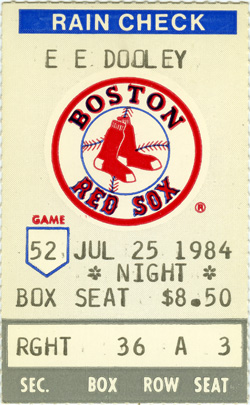 RAIN CHECK
E E DOOLEY
BOSTON
RED SOX
®
GAME
52 JUL 25 1984
* NIGHT *
BOX SEAT $8.50
RGHT 36 A 3
SEC. BOX ROW SEAT